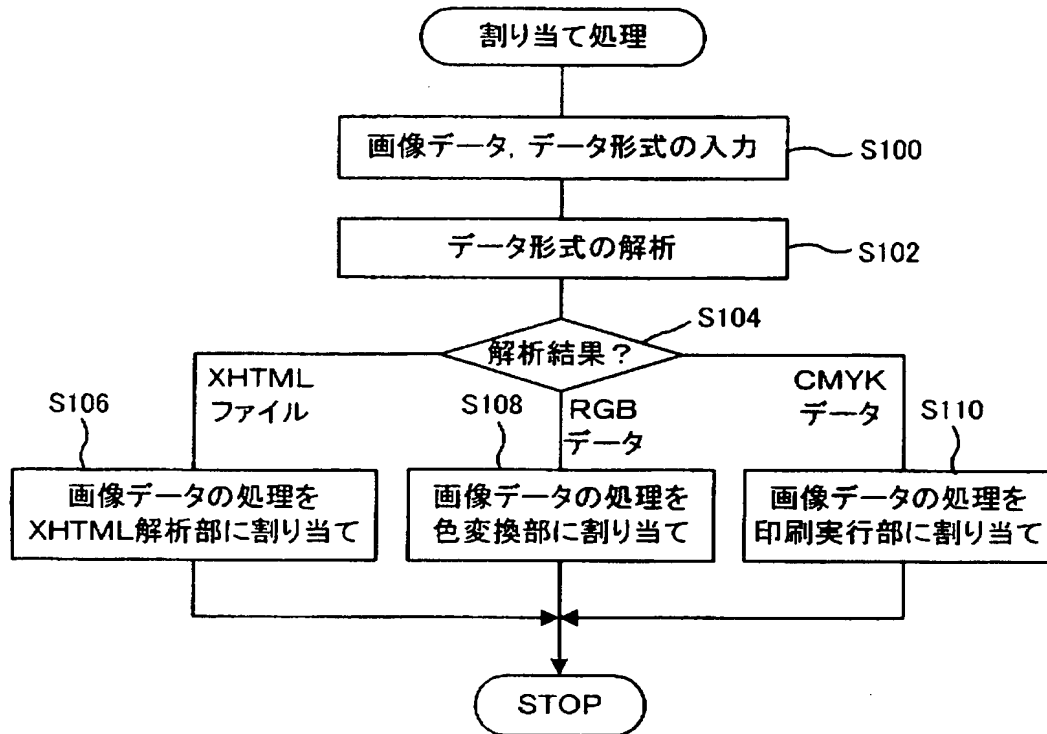 割り当て処理
画像データ, データ形式の入力
S100
データ形式の解析
S102
解析結果？
S104
XHTML
ファイル
RGB
データ
CMYK
データ
S106
画像データの処理を
XHTML解析部に割り当て
S108
画像データの処理を
色変換部に割り当て
S110
画像データの処理を
印刷実行部に割り当て
STOP